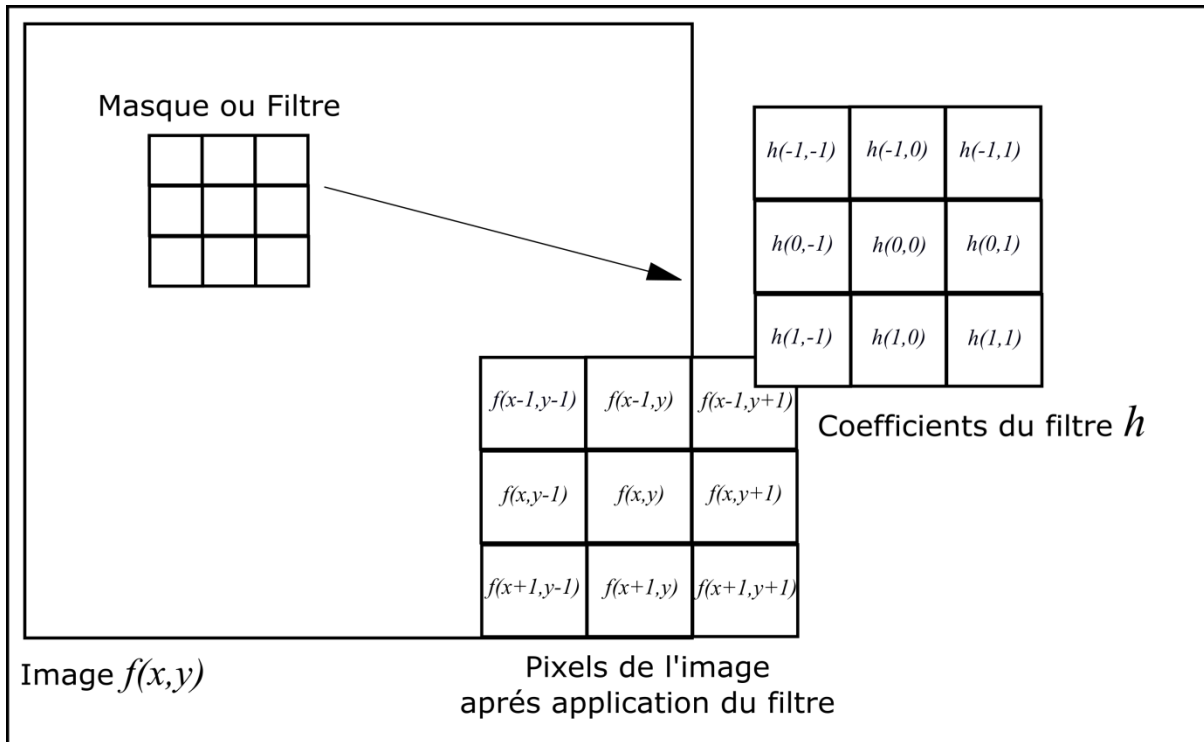 Masque ou Filtre
h(-1,-1) h(-1,0) h(-1,1)
h(0,-1) h(0,0) h(0,1)
h(1,-1) h(1,0) h(1,1)
Coefficients du filtre h
f(x-1,y-1) f(x-1,y) f(x-1,y+1)
f(x,y-1) f(x,y) f(x,y+1)
f(x+1,y-1) f(x+1,y) f(x+1,y+1)
Image f(x,y)
Pixels de l'image
aprés application du filtre